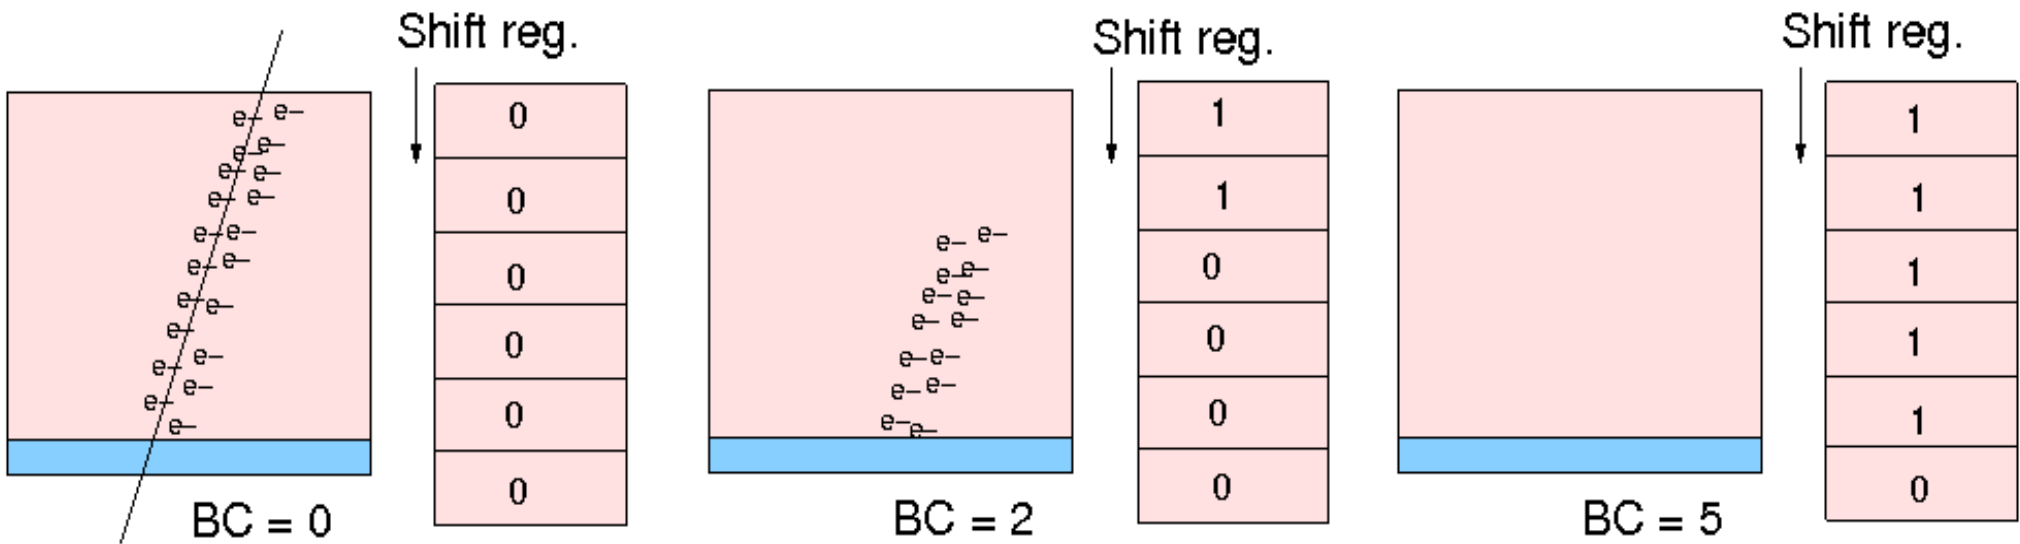 Shift reg.
e- e-
e- e-
e- e-
e- e-
e- e-
e- e-
e- e-
e-
e- e-
e- e-
e-
0
0
0
0
0
0
BC = 0
Shift reg.
e- e-
e- e-
e- e-
e- e-
e- e-
e- e-
e- e-
1
1
0
0
0
0
BC = 2
Shift reg.
1
1
1
1
1
0
BC = 5